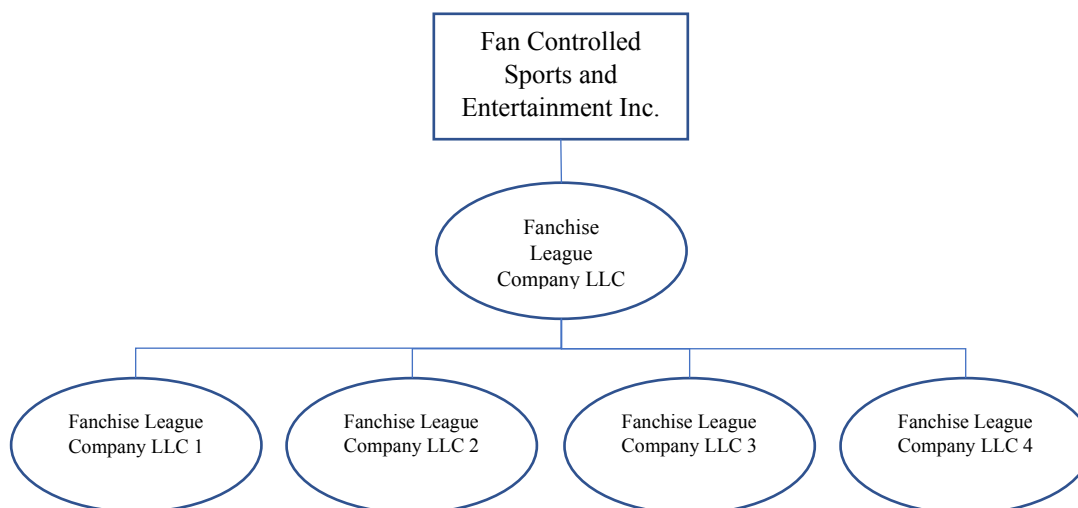 Fan Controlled
Sports and
Entertainment Inc.
Fanchise
League
Company LLC
Fanchise League
Company LLC 1
Fanchise League
Company LLC 2
Fanchise League
Company LLC 3
Fanchise League
Company LLC 4